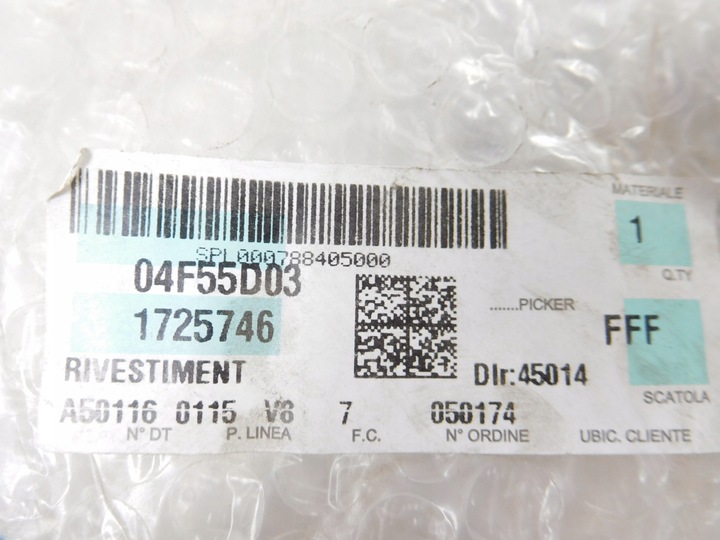 MATERIALE
1
Q.TY
SPL000788405000
04F55D03
.......PICKER
1725746
FFF
RIVESTIMENT
Dlr:45014
SCATOLA
A50116 0115 V8 7 050174
N° DT P. LINEA F.C. N° ORDINE UBIC. CLIENTE